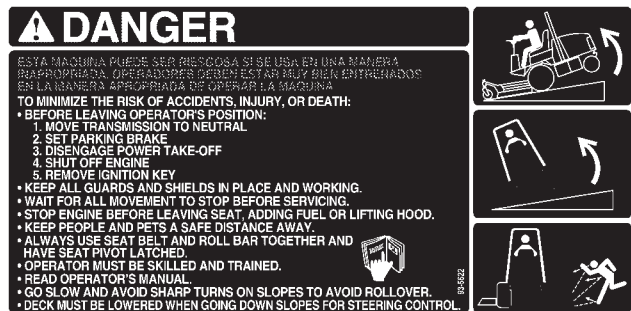 DANGER
ESTA MAQUINA PUEDE SER RIESGOSA SI SE USA EN UNA MANERA
INAPROPRIADA. OPERADORES DEBEN ESTAR MUY BIEN ENTRENADOS
EN LA MANERA APROPRIADA DE OPERAR LA MAQUINA
TO MINIMIZE THE RISK OF ACCIDENTS, INJURY, OR DEATH:
• BEFORE LEAVING OPERATOR'S POSITION:
1. MOVE TRANSMISSION TO NEUTRAL
2. SET PARKING BRAKE
3. DISENGAGE POWER TAKE-OFF
4. SHUT OFF ENGINE
5. REMOVE IGNITION KEY
• KEEP ALL GUARDS AND SHIELDS IN PLACE AND WORKING.
• WAIT FOR ALL MOVEMENT TO STOP BEFORE SERVICING.
• STOP ENGINE BEFORE LEAVING SEAT, ADDING FUEL OR LIFTING HOOD.
• KEEP PEOPLE AND PETS A SAFE DISTANCE AWAY.
• ALWAYS USE SEAT BELT AND ROLL BAR TOGETHER AND
HAVE SEAT PIVOT LATCHED.
• OPERATOR MUST BE SKILLED AND TRAINED.
• READ OPERATOR'S MANUAL.
• GO SLOW AND AVOID SHARP TURNS ON SLOPES TO AVOID ROLLOVER.
• DECK MUST BE LOWERED WHEN GOING DOWN SLOPES FOR STEERING CONTROL.
93-5622